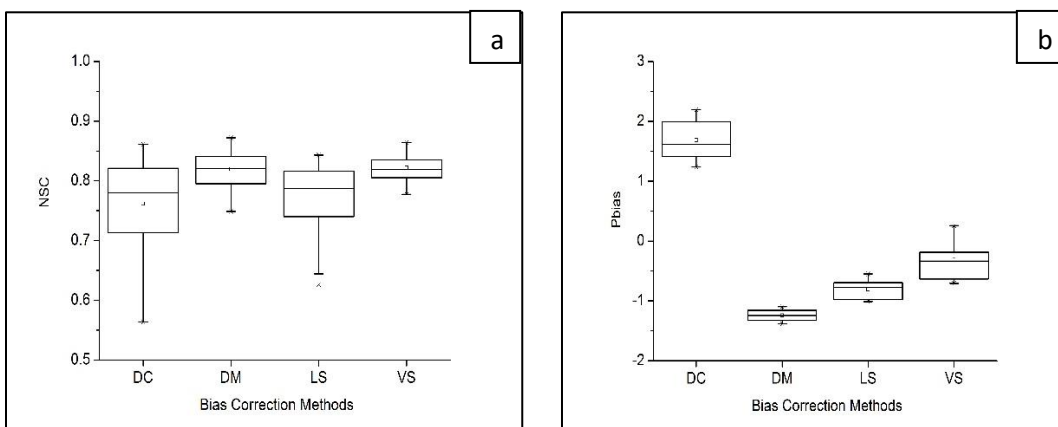 a
1.0
0.9
0.8
0.7
0.6
0.5
NSC
DC DM LS VS
Bias Correction Methods
b
3
2
1
0
-1
-2
Pbias
DC DM LS VS
Bias Correction Methods